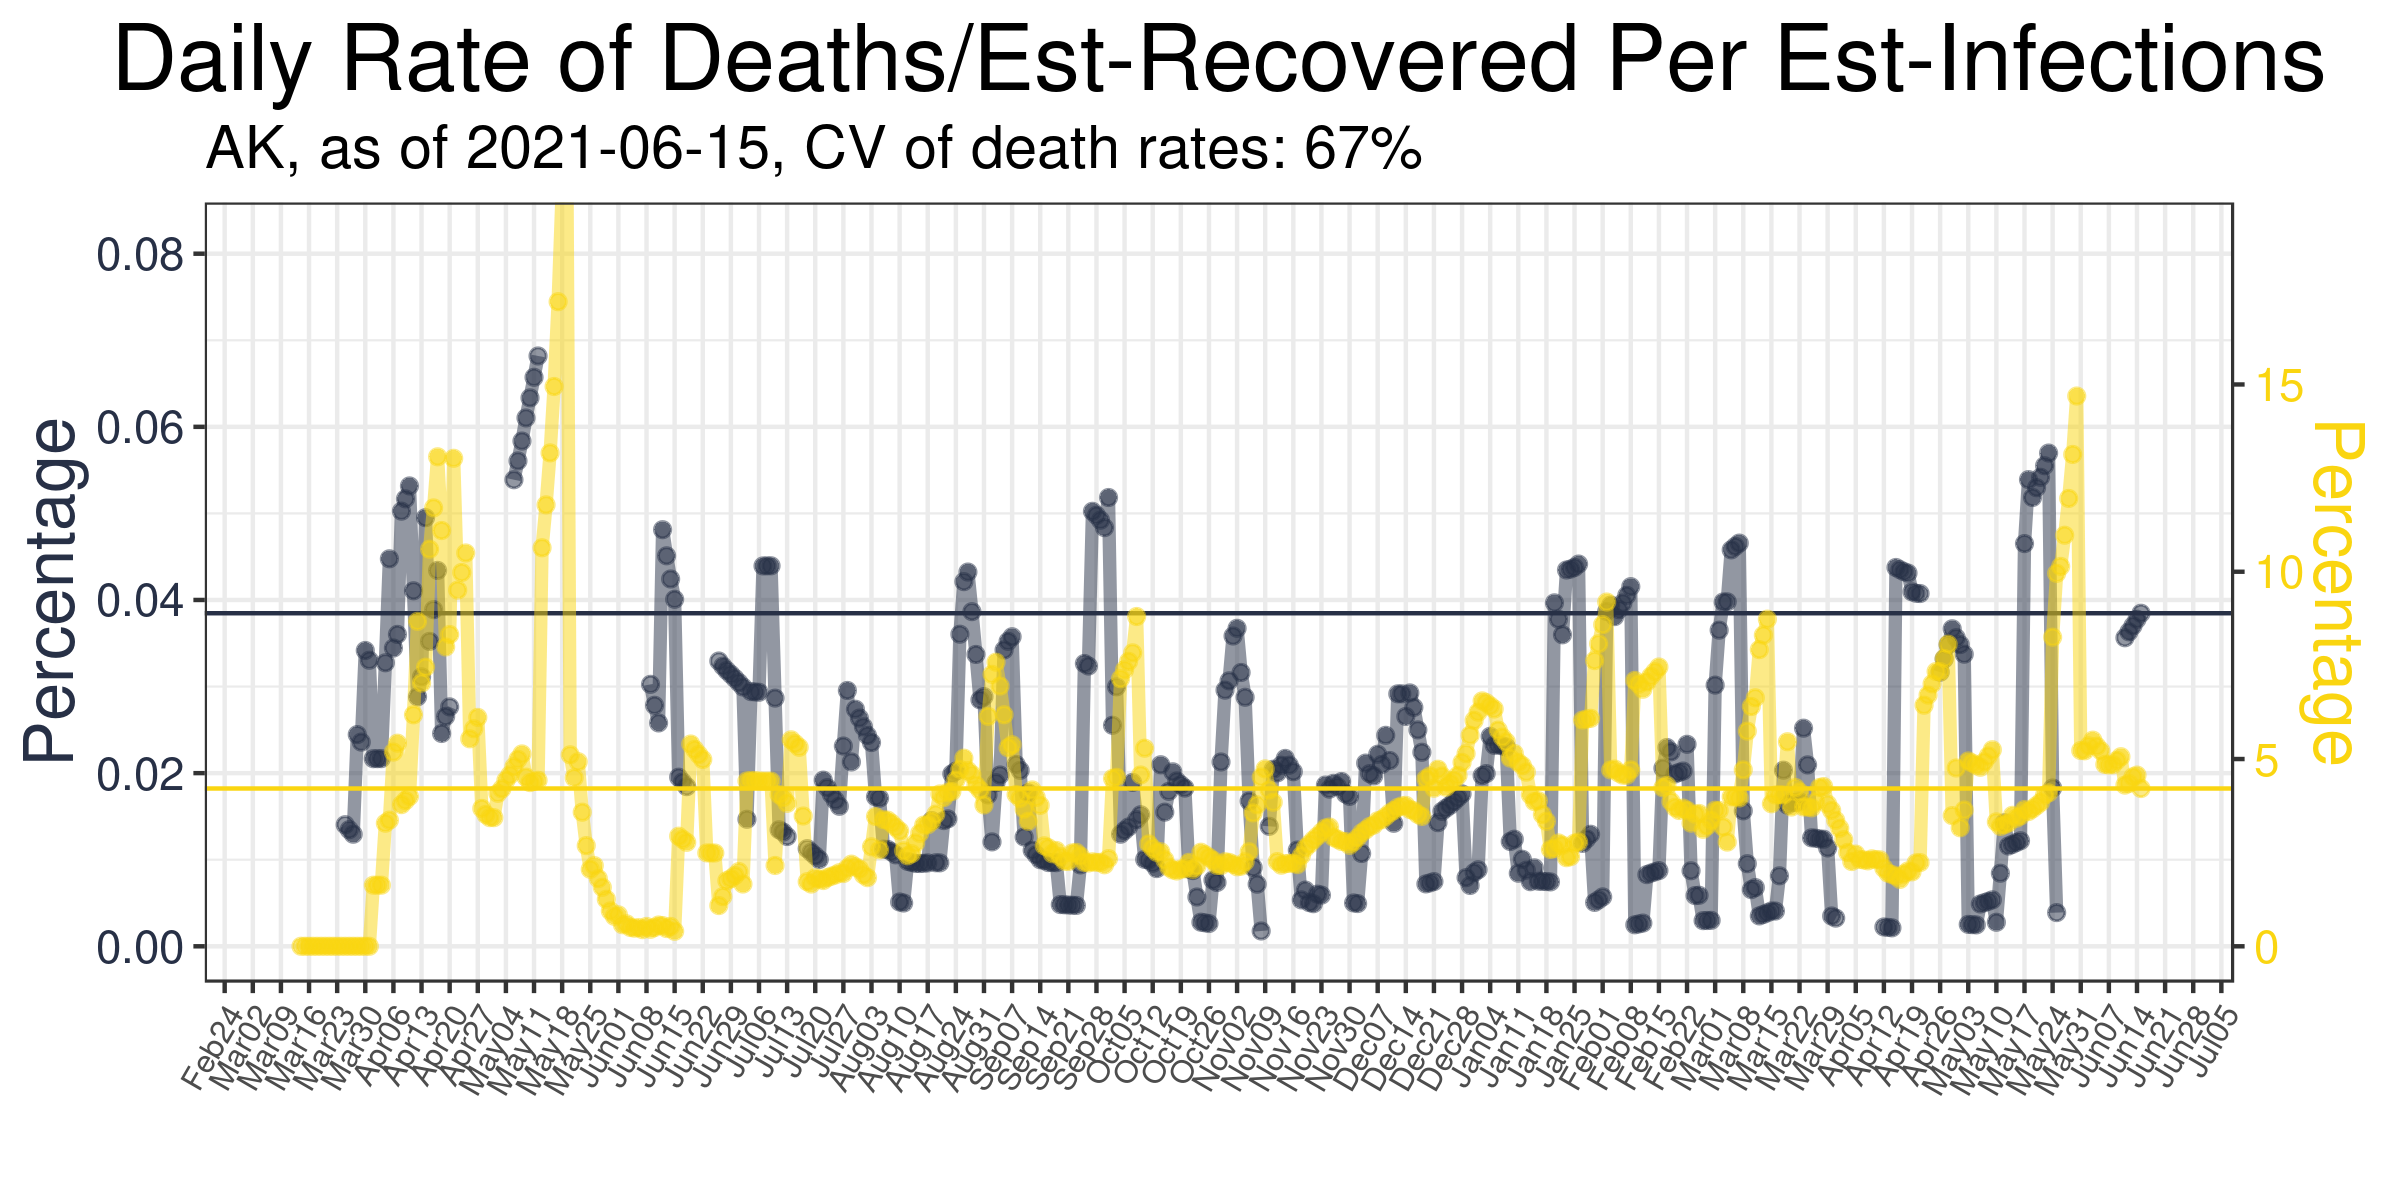 Daily Rate of Deaths/Est-Recovered Per Est-Infections
AK, as of 2021-06-15, CV of death rates: 67%
Percentage
0.08
0.06
0.04
0.02
0.00
15
10
5
0
Percentage
Feb24
Mar02
Mar09
Mar16
Mar23
Mar30
Apr06
Apr13
Apr20
Apr27
May04
May11
May18
May25
Jun01
Jun08
Jun15
Jun22
Jun29
Jul06
Jul13
Jul20
Jul27
Aug03
Aug10
Aug17
Aug24
Aug31
Sep07
Sep14
Sep21
Sep28
Oct05
Oct12
Oct19
Oct26
Nov02
Nov09
Nov16
Nov23
Nov30
Dec07
Dec14
Dec21
Dec28
Jan04
Jan11
Jan18
Jan25
Feb01
Feb08
Feb15
Feb22
Mar01
Mar08
Mar15
Mar22
Mar29
Apr05
Apr12
Apr19
Apr26
May03
May10
May17
May24
May31
Jun07
Jun14
Jun21
Jun28
Jul05